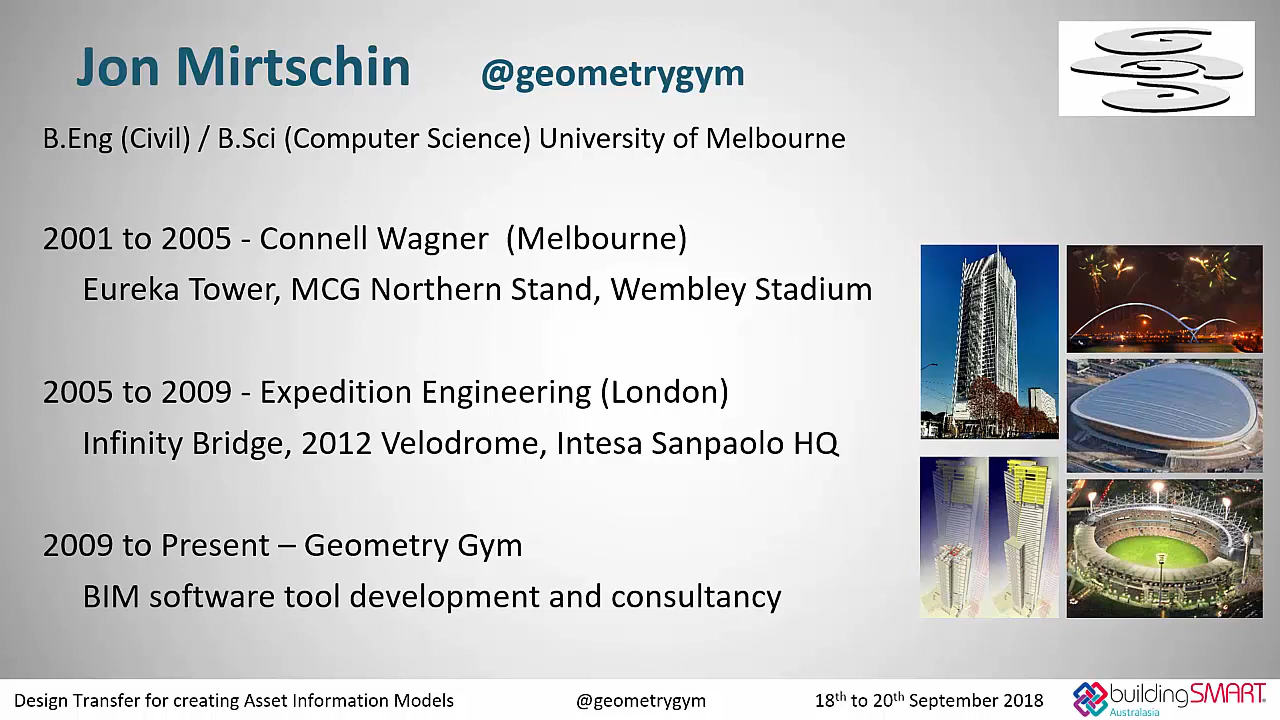 Jon Mirtschin @geometrygym
B.Eng (Civil) / B.Sci (Computer Science) University of Melbourne
2001 to 2005 - Connell Wagner (Melbourne)
Eureka Tower, MCG Northern Stand, Wembley Stadium
2005 to 2009 - Expedition Engineering (London)
Infinity Bridge, 2012 Velodrome, Intesa Sanpaolo HQ
2009 to Present – Geometry Gym
BIM software tool development and consultancy
Design Transfer for creating Asset Information Models @geometrygym 18th to 20th September 2018 buildingSMART
Australasia